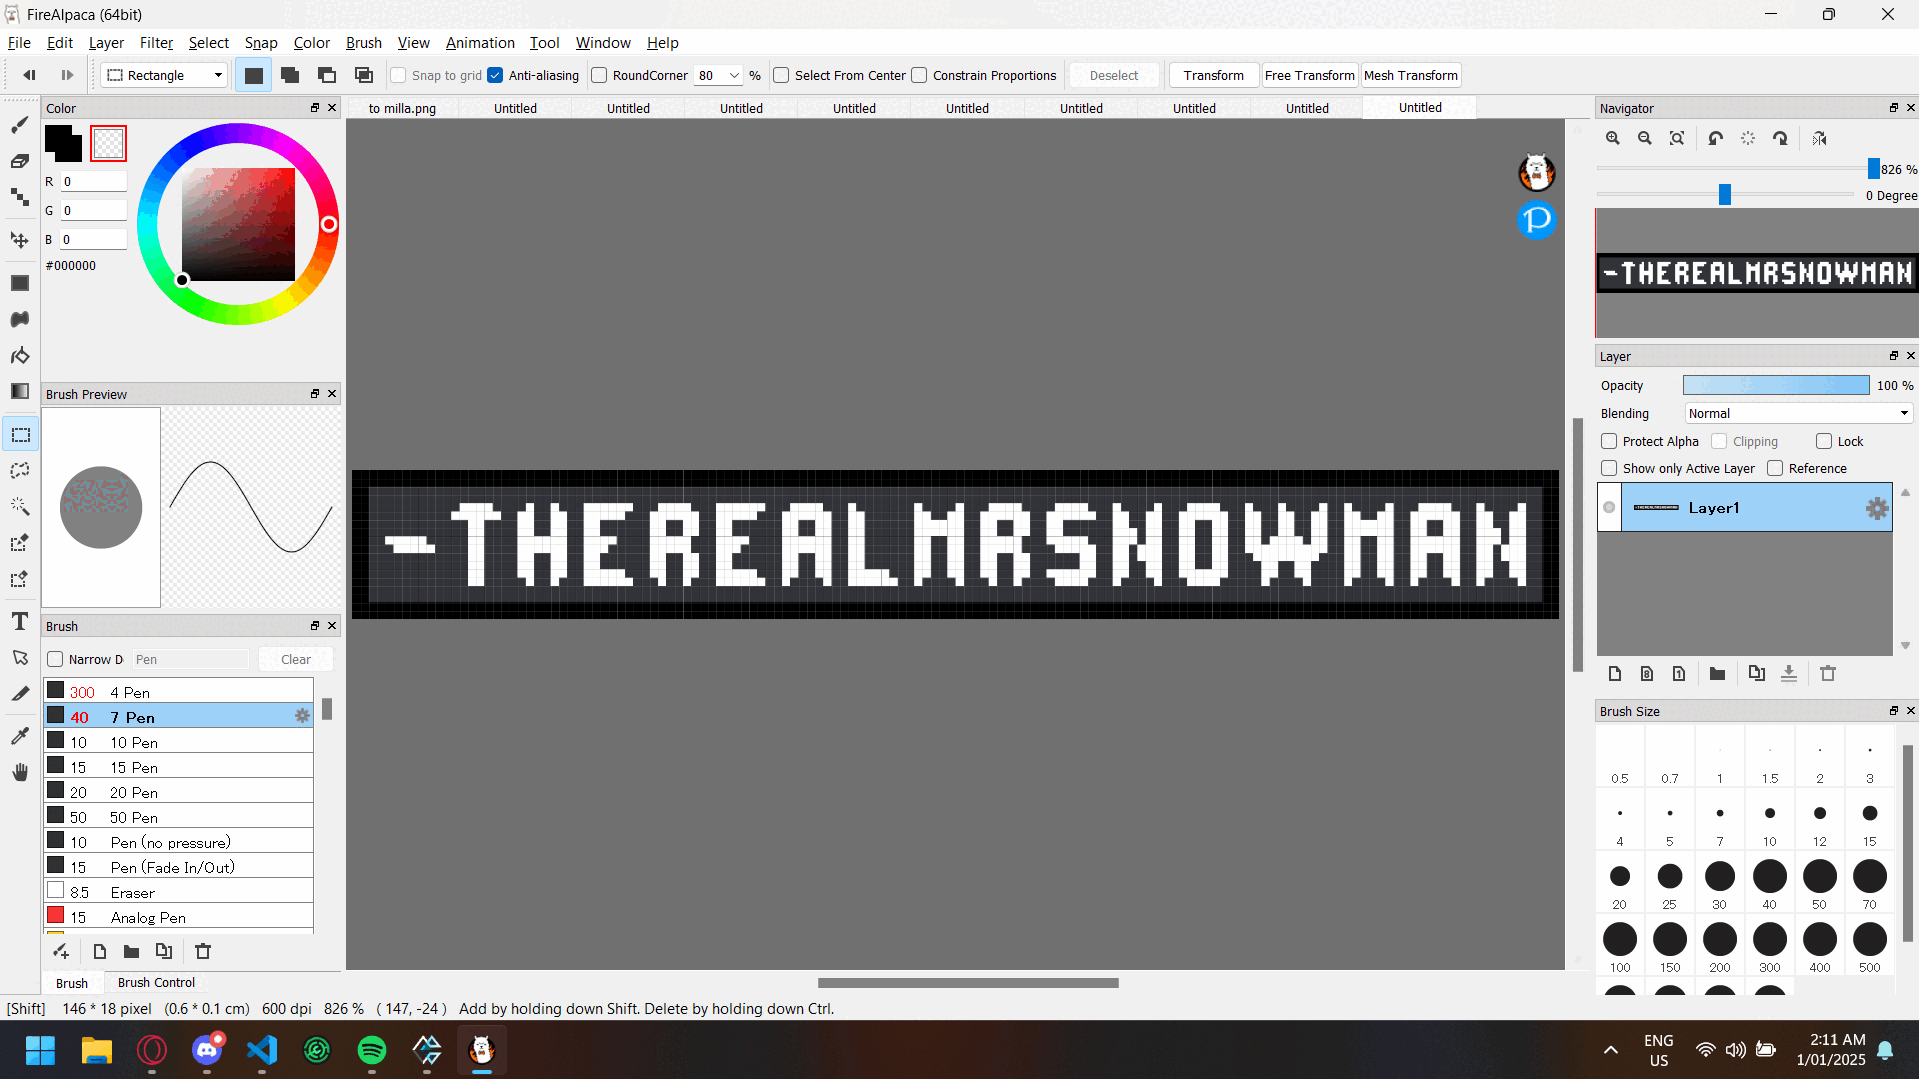 FireAlpaca (64bit)
File Edit Layer Filter Select Snap Color Brush View Animation Tool Window Help
Rectangle Snap to grid Anti-aliasing RoundCorner 80 % Select From Center Constrain Proportions Deselect Transform Free Transform Mesh Transform
Color
R 0
G 0
B 0
#000000
Brush Preview
Brush
Narrow D Pen Clear
300 4 Pen
40 7 Pen
10 10 Pen
15 15 Pen
20 20 Pen
50 50 Pen
10 Pen (no pressure)
15 Pen (Fade In/Out)
8.5 Eraser
15 Analog Pen
Brush Brush Control
to milla.png Untitled Untitled Untitled Untitled Untitled Untitled Untitled Untitled Untitled
-THEREALMRSNOWMAN
Navigator
826 %
0 Degree
-THEREALMRSNOWMAN
Layer
Opacity 100 %
Blending Normal
Protect Alpha Clipping Lock
Show only Active Layer Reference
Layer1
Brush Size
0.5 0.7 1 1.5 2 3
4 5 7 10 12 15
20 25 30 40 50 70
100 150 200 300 400 500
[Shift] 146 * 18 pixel (0.6 * 0.1 cm) 600 dpi 826 % ( 147, -24 ) Add by holding down Shift. Delete by holding down Ctrl.
ENG
US
2:11 AM
1/01/2025